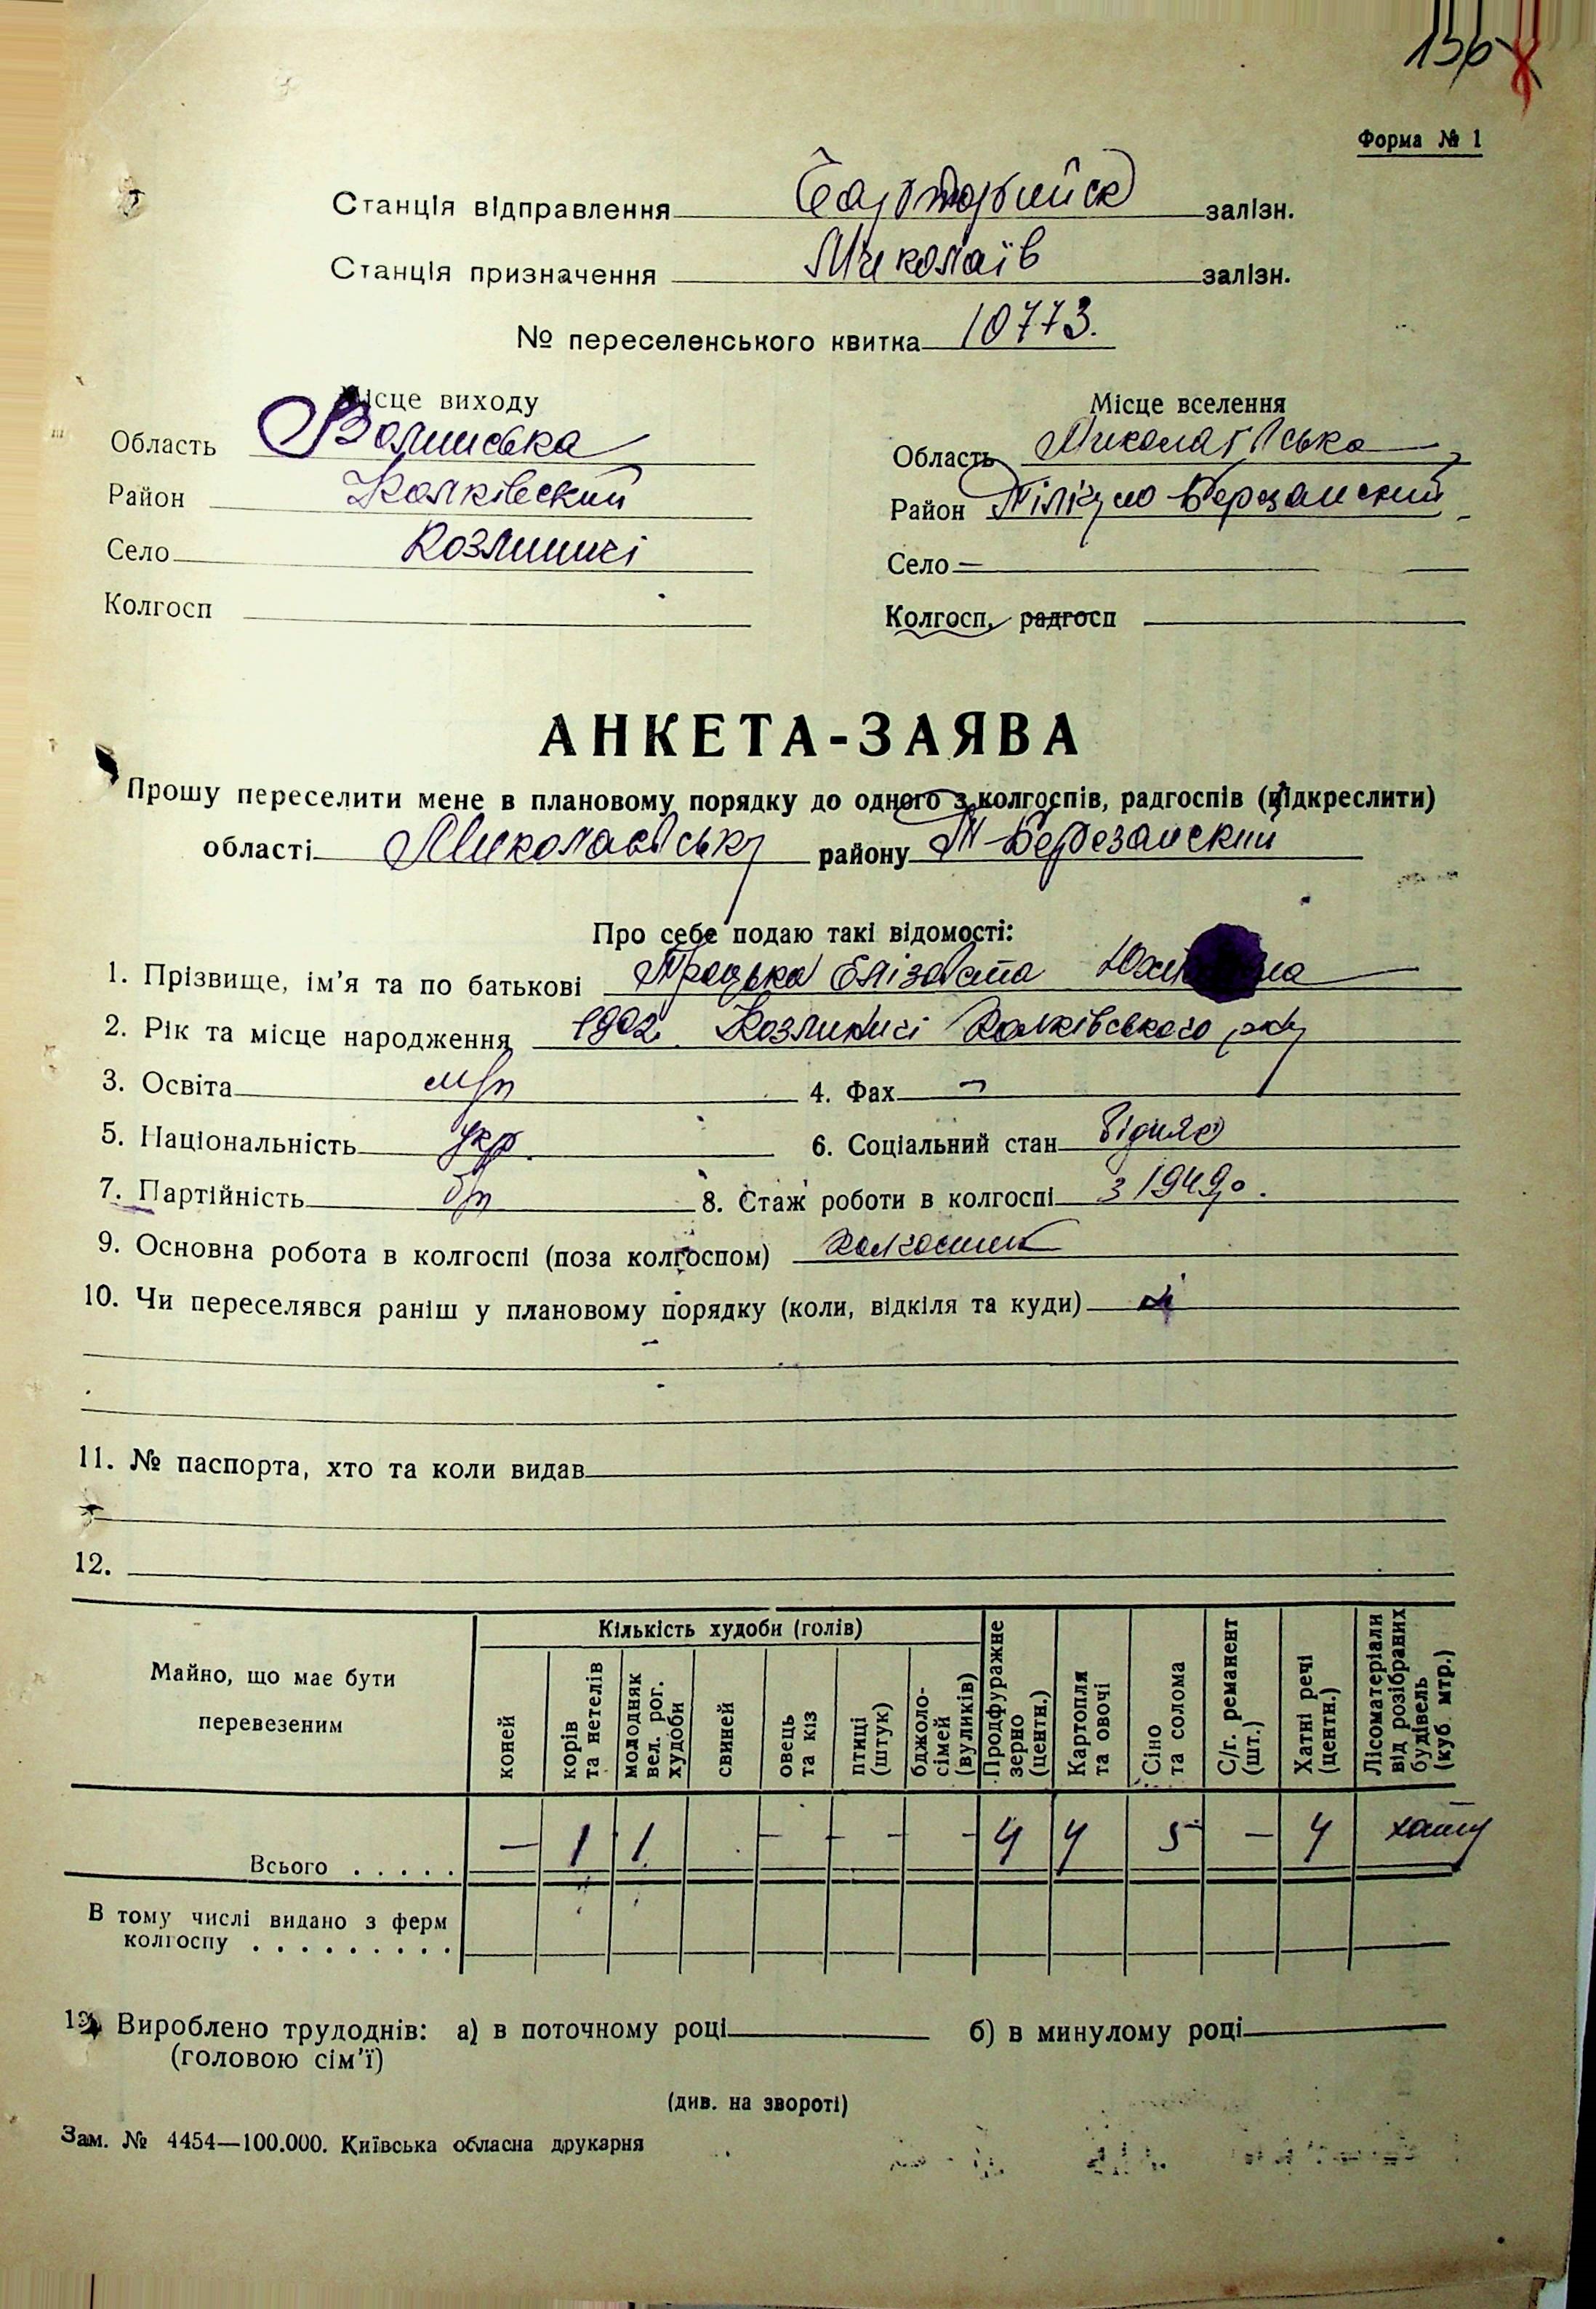 136
Форма № 1
Станція відправлення Чарторийск залізн.
Станція призначення Миколаїв залізн.
№ переселенського квитка 10773.
Місце виходу
Область Волинська
Район Колківский
Село Козлиничі
Колгосп
Місце вселення
Область Миколаївська
Район Тілігуло-Березанский
Село —
Колгосп, радгосп
АНКЕТА-ЗАЯВА
Прошу переселити мене в плановому порядку до одного з колгоспів, радгоспів (підкреслити)
області Миколаєвську району Т-Березанский
Про себе подаю такі відомості:
1. Прізвище, ім'я та по батькові Троцька Єлізавета
2. Рік та місце народження 1902. Козлиничі Колківського р-ну
3. Освіта м/п 4. Фах —
5. Національність укр. 6. Соціальний стан бідняк
7. Партійність б/п 8. Стаж роботи в колгоспі з 1949р.
9. Основна робота в колгоспі (поза колгоспом) колгоспник
10. Чи переселявся раніш у плановому порядку (коли, відкіля та куди)
11. № паспорта, хто та коли видав
12.
Майно, що має бути перевезеним
Кількість худоби (голів)
коней
корів та нетелів
молодняк вел. рог. худоби
свиней
овець та кіз
птиці (штук)
бджоло-сімей (вуликів)
Продфуражне зерно (центн.)
Картопля та овочі
Сіно та солома
С/г. реманент (шт.)
Хатні речі (центн.)
Лісоматеріали від розібраних будівель (куб. мтр.)
Всього . . . . . — 1 1 — — — — 4 4 5 — 4 хату
В тому числі видано з ферм
колгоспу . . . . . . . . .
13. Вироблено трудоднів: а) в поточному році б) в минулому році
(головою сім'ї)
(див. на звороті)
Зам. № 4454—100.000. Київська обласна друкарня